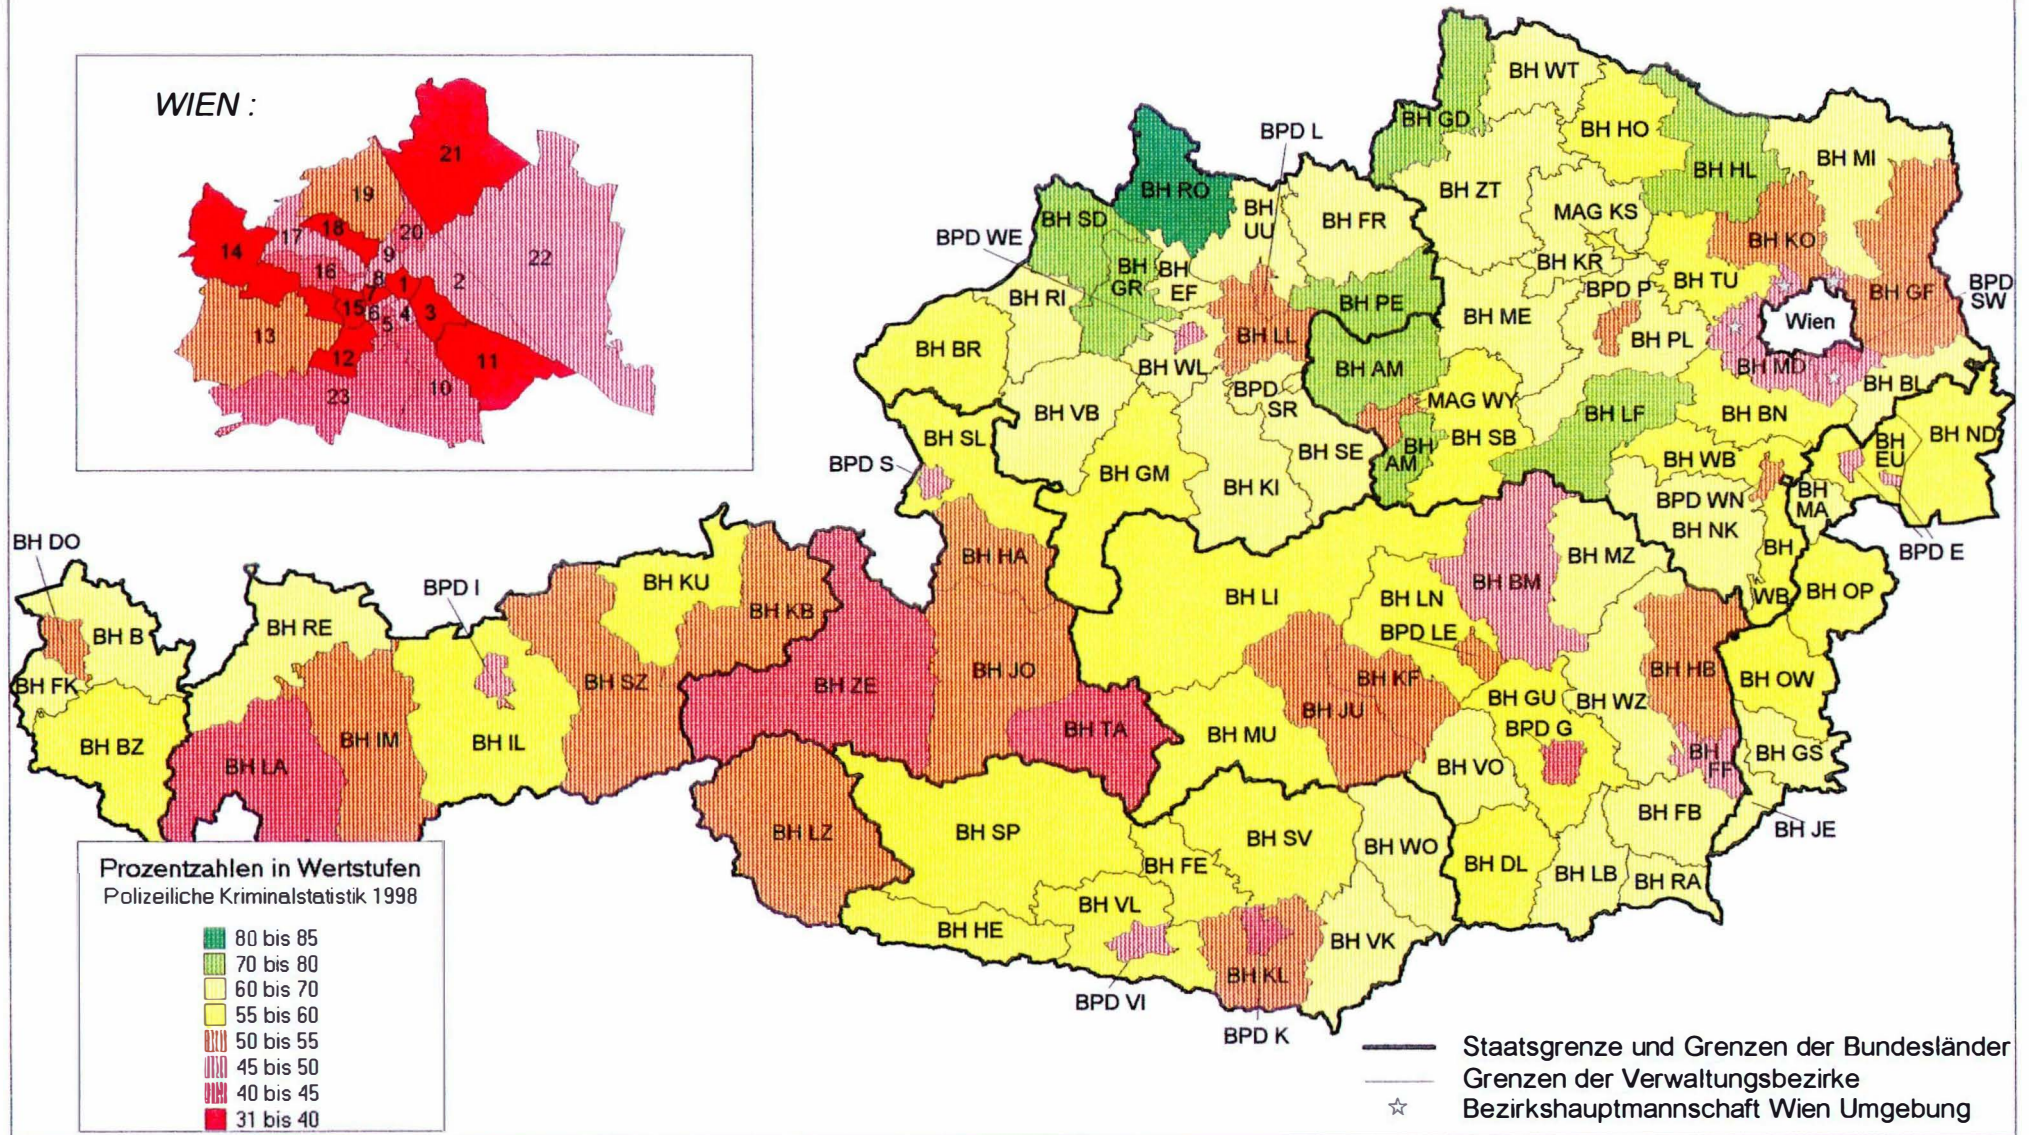 WIEN :
21
19
18
17
20
14
9
22
16
8
1
2
7
15
6
4
3
5
13
12
11
10
23
BH WT
BH GD
BPD L
BH HO
BH MI
BH HL
BH RO
BH ZT
BH
UU
BH FR
MAG KS
BH SD
BPD WE
BH KO
BH
GR
BH
EF
BH KR
BH TU
BPD P
BPD
SW
BH RI
BH PE
BH GF
BH ME
Wien
BH LL
BH PL
BH BR
BH WL
BH AM
BH MD
BH BL
BPD
SR
MAG WY
BH VB
BH LF
BH BN
BH SL
BH SB
BH ND
BH
AM
BH
EU
BH SE
BPD S
BH GM
BH WB
BH KI
BPD WN
BH
MA
BH NK
BH DO
BH
WB
BPD E
BH HA
BH MZ
BPD I
BH KU
BH BM
BH OP
BH LI
BH LN
BH KB
BH RE
BH B
BPD LE
BH JO
BH HB
BH OW
BH FK
BH SZ
BH ZE
BH KF
BH GU
BH WZ
BH JU
BPD G
BH TA
BH MU
BH IM
BH IL
BH BZ
BH
FF
BH GS
BH LA
BH VO
BH FB
BH JE
BH LZ
BH SP
BH SV
BH WO
BH FE
BH DL
BH LB
BH RA
BH VL
BH HE
BH VK
BH KL
BPD VI
BPD K
Prozentzahlen in Wertstufen
Polizeiliche Kriminalstatistik 1998
80 bis 85
70 bis 80
60 bis 70
55 bis 60
50 bis 55
45 bis 50
40 bis 45
31 bis 40
Staatsgrenze und Grenzen der Bundesländer
Grenzen der Verwaltungsbezirke
Bezirkshauptmannschaft Wien Umgebung